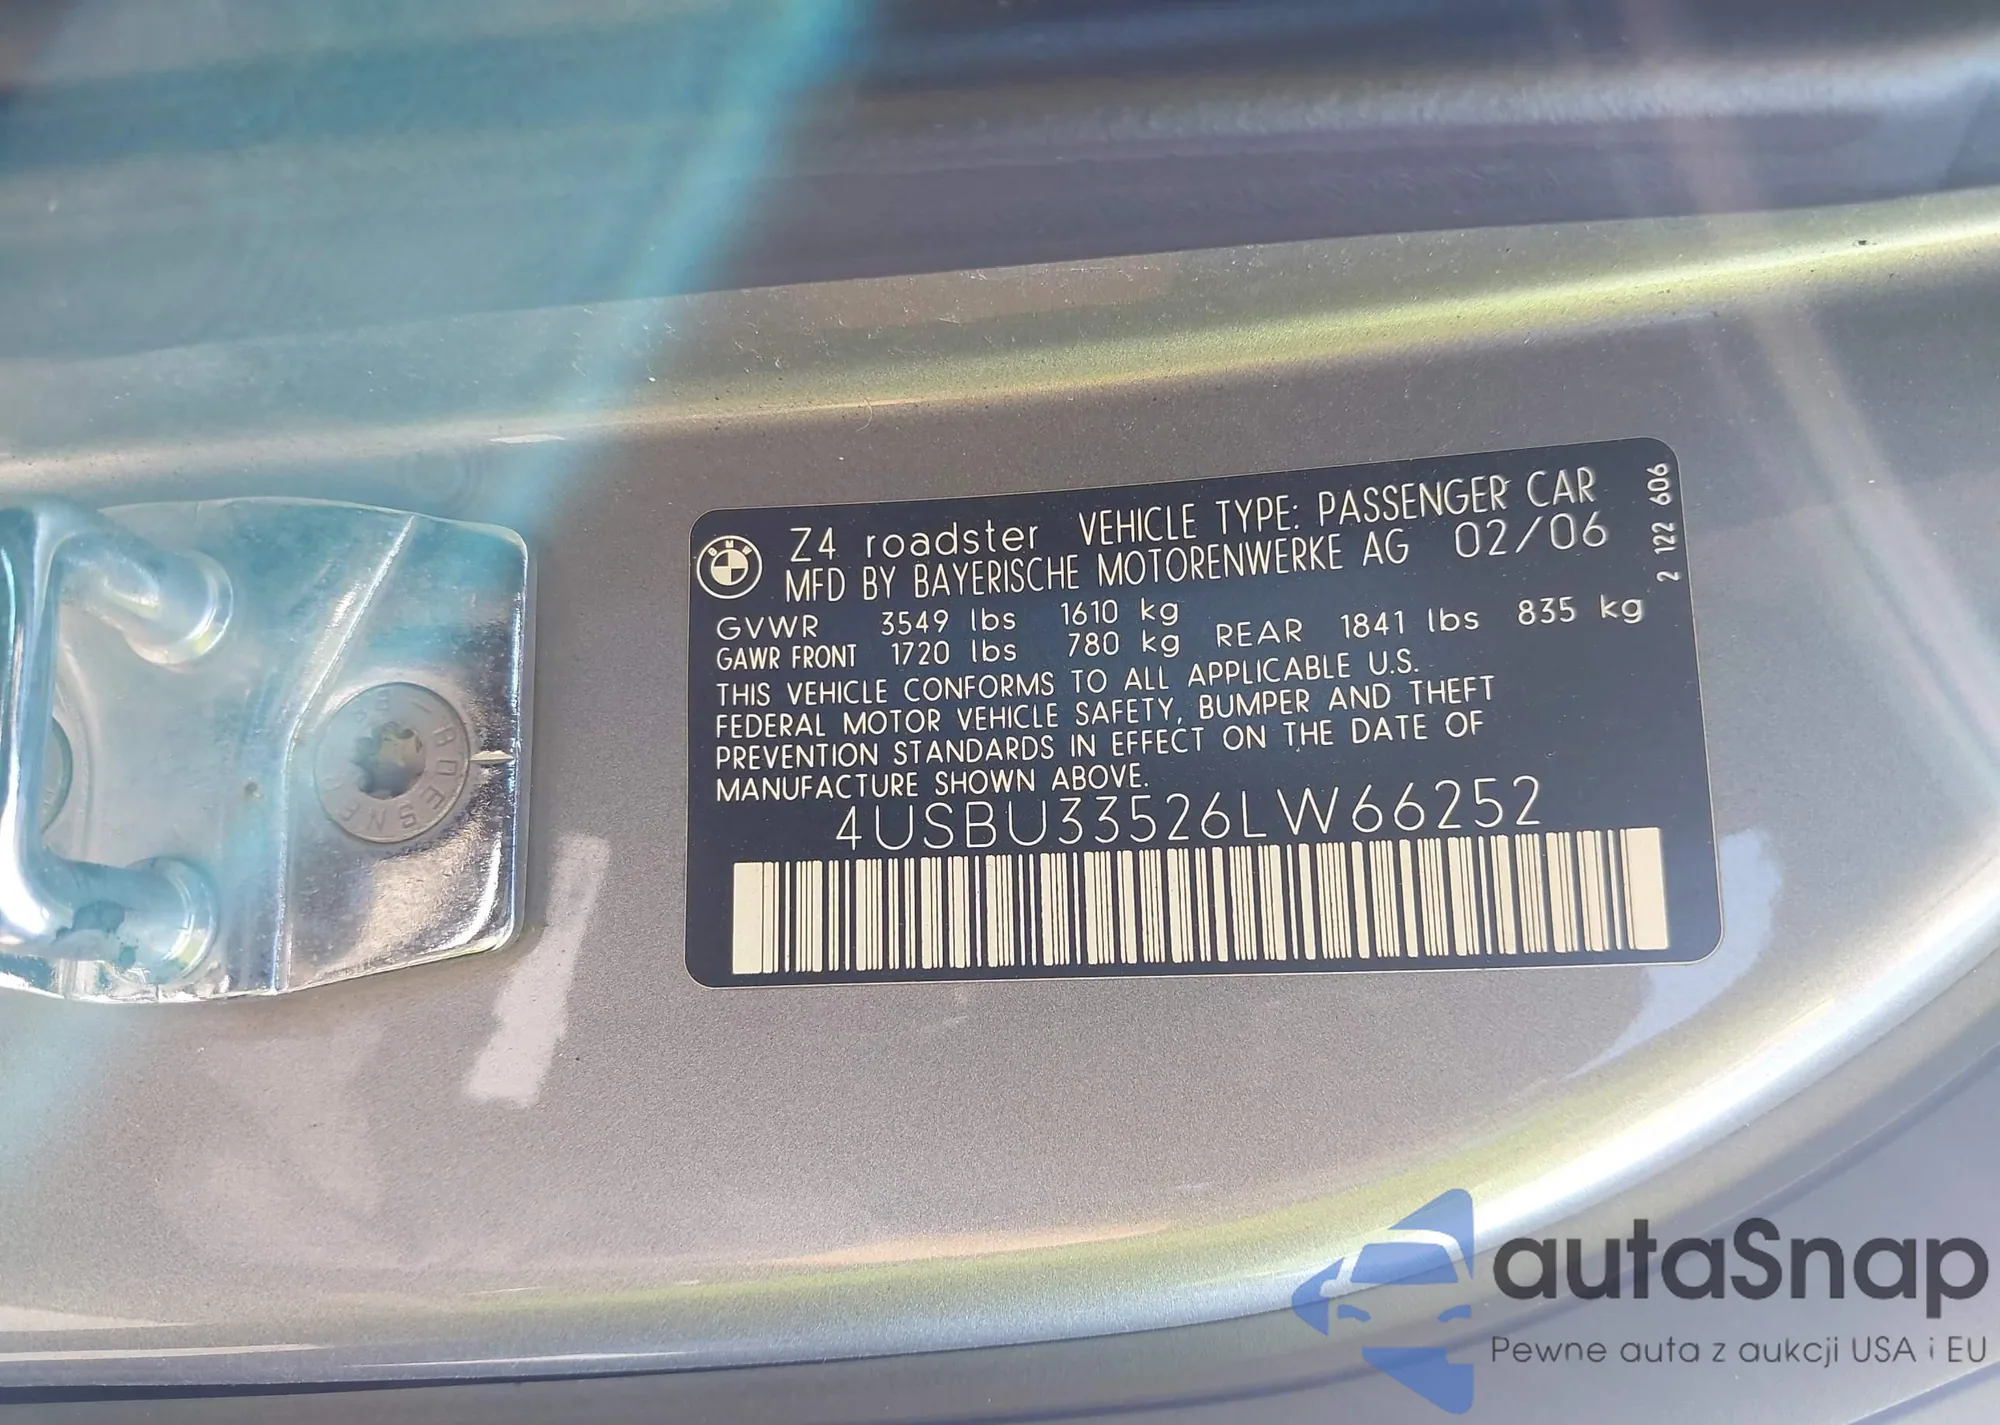 Z4 roadster VEHICLE TYPE: PASSENGER CAR
MFD BY BAYERISCHE MOTORENWERKE AG 02/06
GVWR 3549 lbs 1610 kg
GAWR FRONT 1720 lbs 780 kg REAR 1841 lbs 835 kg
THIS VEHICLE CONFORMS TO ALL APPLICABLE U.S.
FEDERAL MOTOR VEHICLE SAFETY, BUMPER AND THEFT
PREVENTION STANDARDS IN EFFECT ON THE DATE OF
MANUFACTURE SHOWN ABOVE.
4USBU33526LW66252
2 122 606
BMW
autaSnap
Pewne auta z aukcji USA i EU